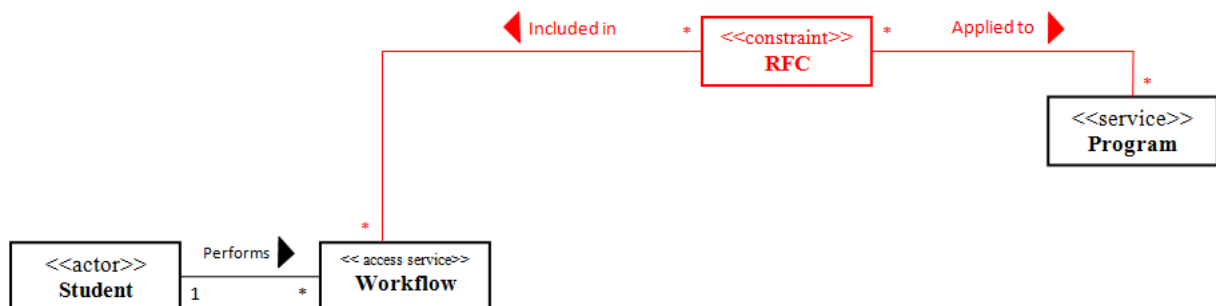 Included in
*
<<constraint>>
RFC
*
Applied to
*
<<service>>
Program
*
<<actor>>
Student
Performs
1
*
<< access service>>
Workflow